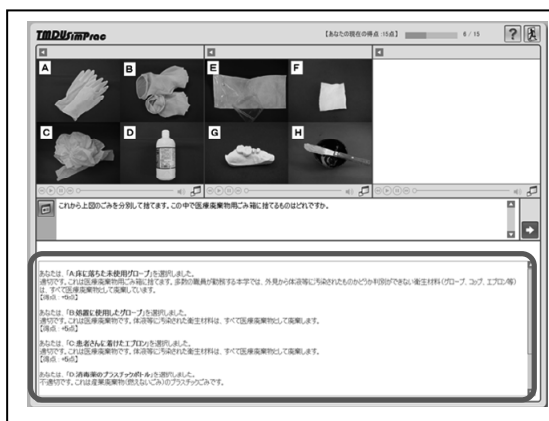 TMDUSimPrac
【あなたの現在の得点:15点】 6 / 15
A B E F
C D G H
これから上図のごみを分別して捨てます。この中で医療廃棄物用ごみ箱に捨てるものはどれですか。
あなたは、「A:床に落ちた未使用グローブ」を選択しました。
適切です。これは医療廃棄物用ごみ箱に捨てます。多数の職員が勤務する本学では、外見から体液等に汚染されたものかどうか判別ができない衛生材料(グローブ、コップ、エプロン等)
は、すべて医療廃棄物として廃棄しています。
【得点：+5点】
あなたは、「B:処置に使用したグローブ」を選択しました。
適切です。これは医療廃棄物です。体液等に汚染された衛生材料は、すべて医療廃棄物として廃棄します。
【得点：+5点】
あなたは、「C:患者さんに着けたエプロン」を選択しました。
適切です。これは医療廃棄物です。体液等に汚染された衛生材料は、すべて医療廃棄物として廃棄します。
【得点：+5点】
あなたは、「D:消毒薬のプラスチックボトル」を選択しました。
不適切です。これは産業廃棄物(燃えないごみ)のプラスチックごみです。